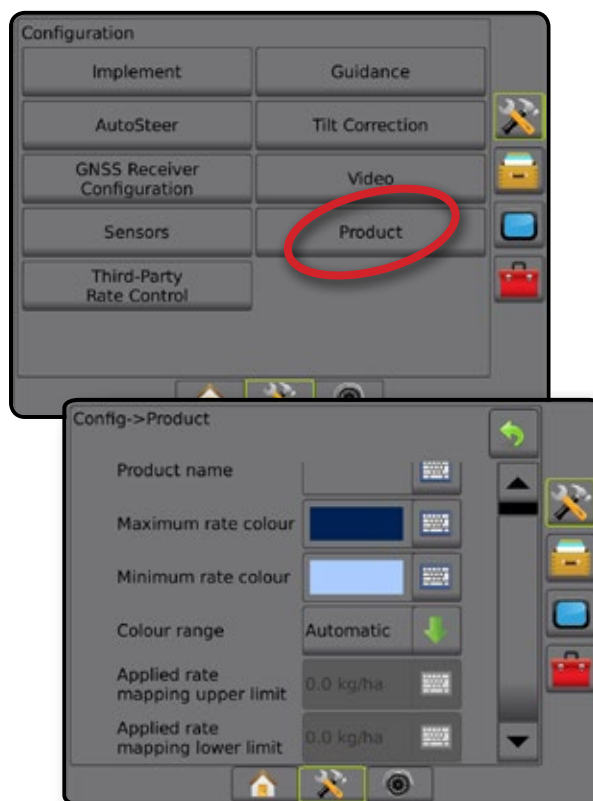 Configuration
Implement
Guidance
AutoSteer
Tilt Correction
GNSS Receiver
Configuration
Video
Sensors
Product
Third-Party
Rate Control
Config->Product
Product name
Maximum rate colour
Minimum rate colour
Colour range
Automatic
Applied rate
mapping upper limit
0.0 kg/ha
Applied rate
mapping lower limit
0.0 kg/ha